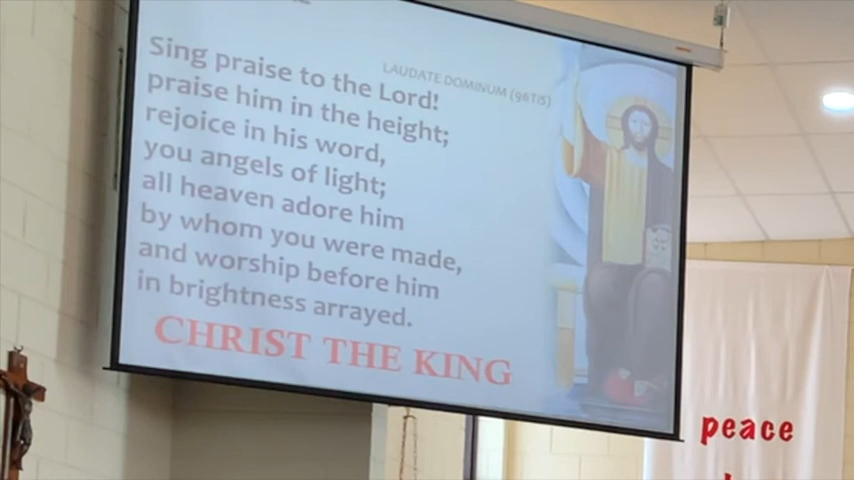 LAUDATE DOMINUM (96TiS)
Sing praise to the Lord!
praise him in the height;
rejoice in his word,
you angels of light;
all heaven adore him
by whom you were made,
and worship before him
in brightness arrayed.
CHRIST THE KING
peace